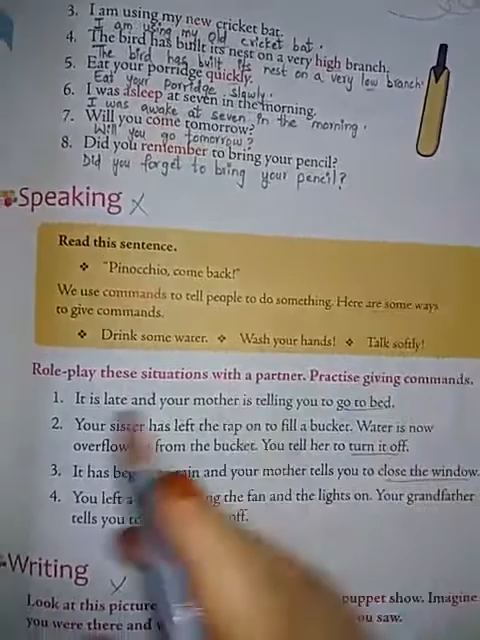 3. I am using my new cricket bat.
I am using my old cricket bat.
4. The bird has built its nest on a very high branch.
The bird has built its nest on a very low branch.
5. Eat your porridge quickly.
Eat your porridge slowly.
6. I was asleep at seven in the morning.
I was awake at seven in the morning.
7. Will you come tomorrow?
Will you go tomorrow?
8. Did you remember to bring your pencil?
Did you forget to bring your pencil?
Speaking X
Read this sentence.
❖ "Pinocchio, come back!"
We use commands to tell people to do something. Here are some ways
to give commands.
❖ Drink some water. ❖ Wash your hands! ❖ Talk softly!
Role-play these situations with a partner. Practise giving commands.
1. It is late and your mother is telling you to go to bed.
2. Your sister has left the tap on to fill a bucket. Water is now
from the bucket. You tell her to turn it off.
3. It has and your mother tells you to close the window.
4. You left the fan and the lights on. Your grandfather
tells you off.
Writing X
Look at this picture puppet show. Imagine
you were there and you saw.